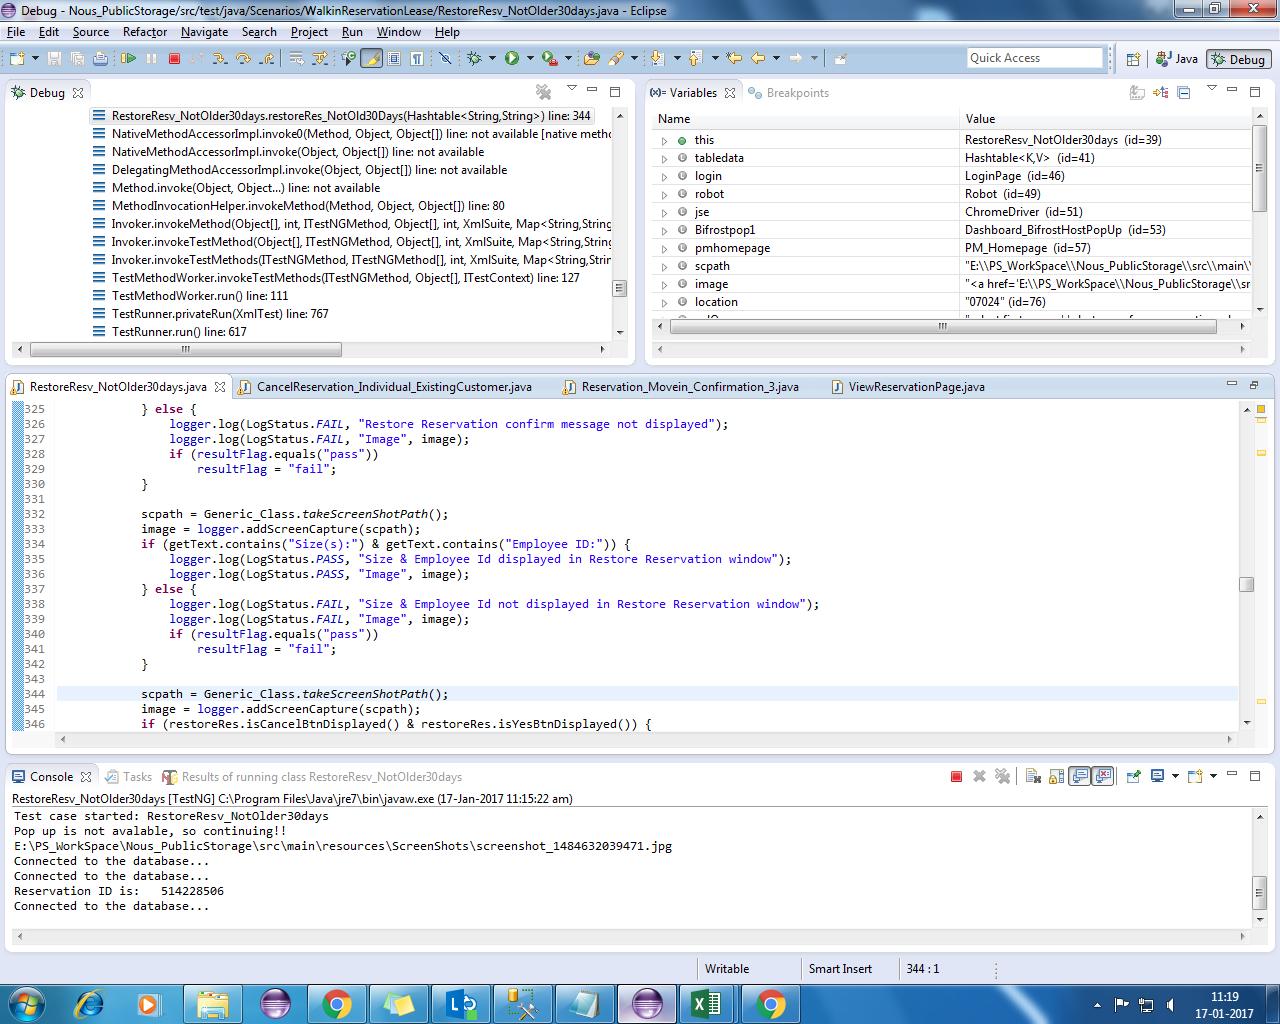 Debug - Nous_PublicStorage/src/test/java/Scenarios/WalkinReservationLease/RestoreResv_NotOlder30days.java - Eclipse
File Edit Source Refactor Navigate Search Project Run Window Help
Quick Access
Java
Debug
Debug
RestoreResv_NotOlder30days.restoreRes_NotOld30Days(Hashtable<String,String>) line: 344
NativeMethodAccessorImpl.invoke0(Method, Object, Object[]) line: not available [native metho
NativeMethodAccessorImpl.invoke(Object, Object[]) line: not available
DelegatingMethodAccessorImpl.invoke(Object, Object[]) line: not available
Method.invoke(Object, Object...) line: not available
MethodInvocationHelper.invokeMethod(Method, Object, Object[]) line: 80
Invoker.invokeMethod(Object[], int, ITestNGMethod, Object[], int, XmlSuite, Map<String,String
Invoker.invokeTestMethod(Object[], ITestNGMethod, Object[], int, XmlSuite, Map<String,String
Invoker.invokeTestMethods(ITestNGMethod, ITestNGMethod[], int, XmlSuite, Map<String,Strin
TestMethodWorker.invokeTestMethods(ITestNGMethod, Object[], ITestContext) line: 127
TestMethodWorker.run() line: 111
TestRunner.privateRun(XmlTest) line: 767
TestRunner.run() line: 617
(x)= Variables
Breakpoints
Name Value
this RestoreResv_NotOlder30days (id=39)
tabledata Hashtable<K,V> (id=41)
login LoginPage (id=46)
robot Robot (id=49)
jse ChromeDriver (id=51)
Bifrostpop1 Dashboard_BifrostHostPopUp (id=53)
pmhomepage PM_Homepage (id=57)
scpath "E:\\PS_WorkSpace\\Nous_PublicStorage\\src\\main\\
image "<a href='E:\\PS_WorkSpace\\Nous_PublicStorage\\sr
location "07024" (id=76)
RestoreResv_NotOlder30days.java
CancelReservation_Individual_ExistingCustomer.java
Reservation_Movein_Confirmation_3.java
ViewReservationPage.java
325 } else {
326 logger.log(LogStatus.FAIL, "Restore Reservation confirm message not displayed");
327 logger.log(LogStatus.FAIL, "Image", image);
328 if (resultFlag.equals("pass"))
329 resultFlag = "fail";
330 }
331
332 scpath = Generic_Class.takeScreenShotPath();
333 image = logger.addScreenCapture(scpath);
334 if (getText.contains("Size(s):") & getText.contains("Employee ID:")) {
335 logger.log(LogStatus.PASS, "Size & Employee Id displayed in Restore Reservation window");
336 logger.log(LogStatus.PASS, "Image", image);
337 } else {
338 logger.log(LogStatus.FAIL, "Size & Employee Id not displayed in Restore Reservation window");
339 logger.log(LogStatus.FAIL, "Image", image);
340 if (resultFlag.equals("pass"))
341 resultFlag = "fail";
342 }
343
344 scpath = Generic_Class.takeScreenShotPath();
345 image = logger.addScreenCapture(scpath);
346 if (restoreRes.isCancelBtnDisplayed() & restoreRes.isYesBtnDisplayed()) {
Console
Tasks
Results of running class RestoreResv_NotOlder30days
RestoreResv_NotOlder30days [TestNG] C:\Program Files\Java\jre7\bin\javaw.exe (17-Jan-2017 11:15:22 am)
Test case started: RestoreResv_NotOlder30days
Pop up is not avalable, so continuing!!
E:\PS_WorkSpace\Nous_PublicStorage\src\main\resources\ScreenShots\screenshot_1484632039471.jpg
Connected to the database...
Connected to the database...
Reservation ID is: 514228506
Connected to the database...
Writable
Smart Insert
344 : 1
11:19
17-01-2017